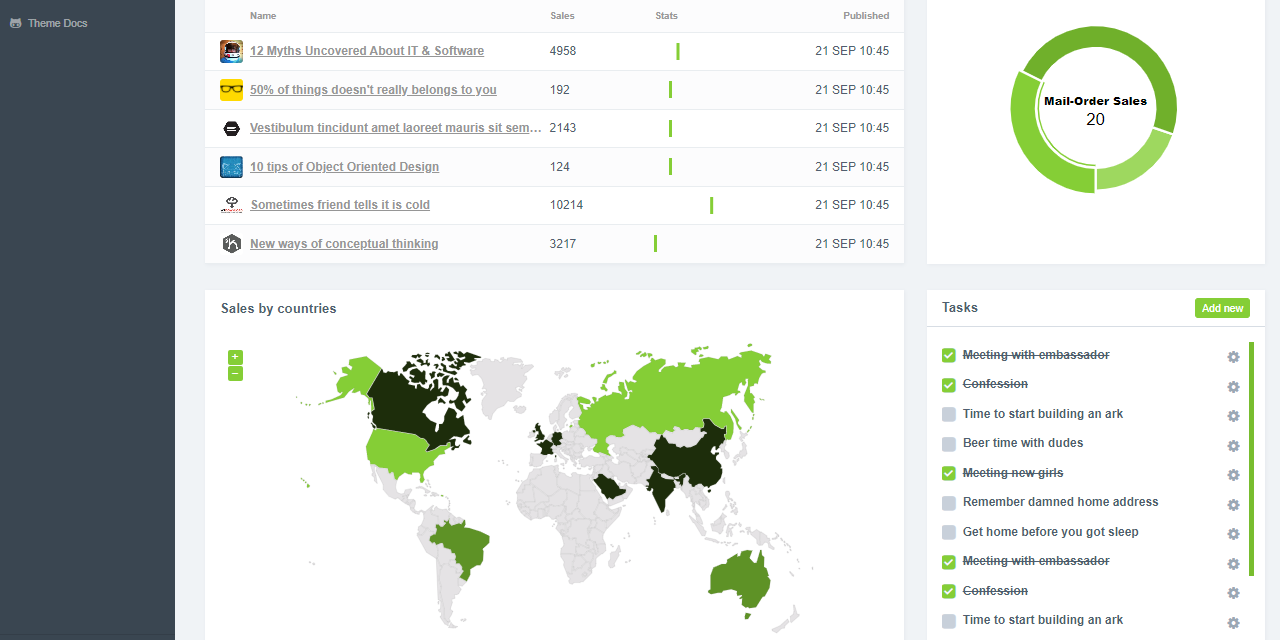 Theme Docs
Name Sales Stats Published
12 Myths Uncovered About IT & Software 4958 21 SEP 10:45
50% of things doesn't really belongs to you 192 21 SEP 10:45
Vestibulum tincidunt amet laoreet mauris sit sem… 2143 21 SEP 10:45
10 tips of Object Oriented Design 124 21 SEP 10:45
Sometimes friend tells it is cold 10214 21 SEP 10:45
New ways of conceptual thinking 3217 21 SEP 10:45
Mail-Order Sales
20
Sales by countries
+
−
Tasks Add new
Meeting with embassador
Confession
Time to start building an ark
Beer time with dudes
Meeting new girls
Remember damned home address
Get home before you got sleep
Meeting with embassador
Confession
Time to start building an ark